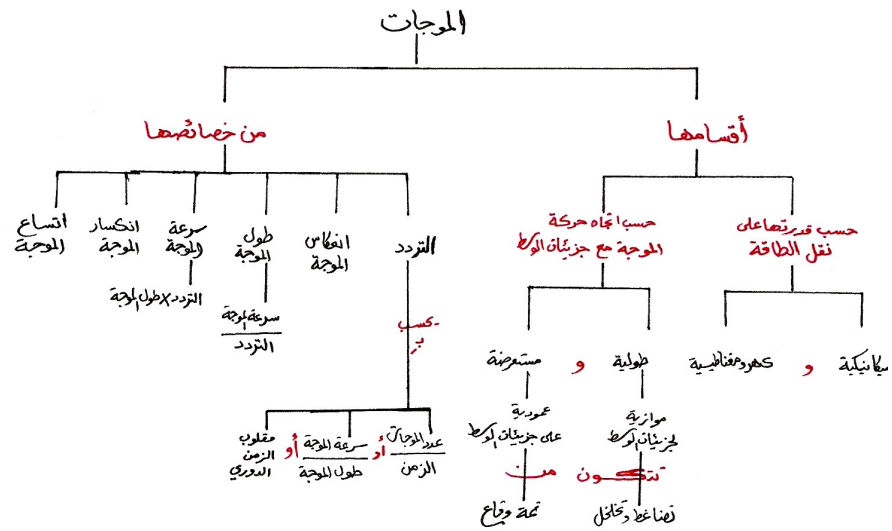 الموجات
أقسامها
من خصائصها
حسب قدرتها على
نقل الطاقة
حسب اتجاه حركة
الموجة مع جزيئات الوسط
ميكانيكية و كهرومغناطيسية
طولية و مستعرضة
موازية
لجزيئات الوسط
عمودية
على جزيئات الوسط
تتكون من
تضاغط وتخلخل
قمة وقاع
التردد
انعكاس
الموجة
طول
الموجة
سرعة
الموجة
انكسار
الموجة
اتساع
الموجة
سرعة الموجة
التردد
التردد x طول الموجة
يحسب
بـ
عدد الموجات
الزمن
أو
سرعة الموجة
طول الموجة
أو
مقلوب
الزمن
الدوري